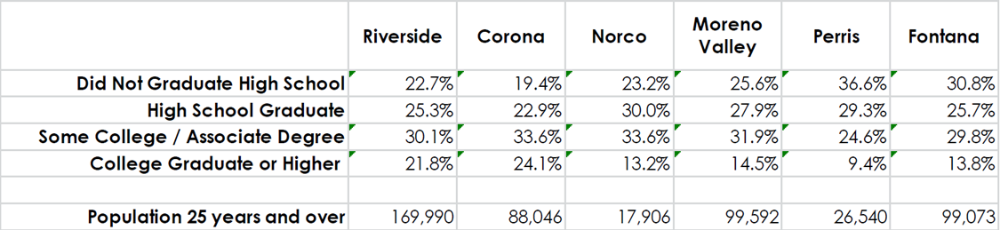 Riverside Corona Norco Moreno Valley Perris Fontana
Did Not Graduate High School 22.7% 19.4% 23.2% 25.6% 36.6% 30.8%
High School Graduate 25.3% 22.9% 30.0% 27.9% 29.3% 25.7%
Some College / Associate Degree 30.1% 33.6% 33.6% 31.9% 24.6% 29.8%
College Graduate or Higher 21.8% 24.1% 13.2% 14.5% 9.4% 13.8%
Population 25 years and over 169,990 88,046 17,906 99,592 26,540 99,073